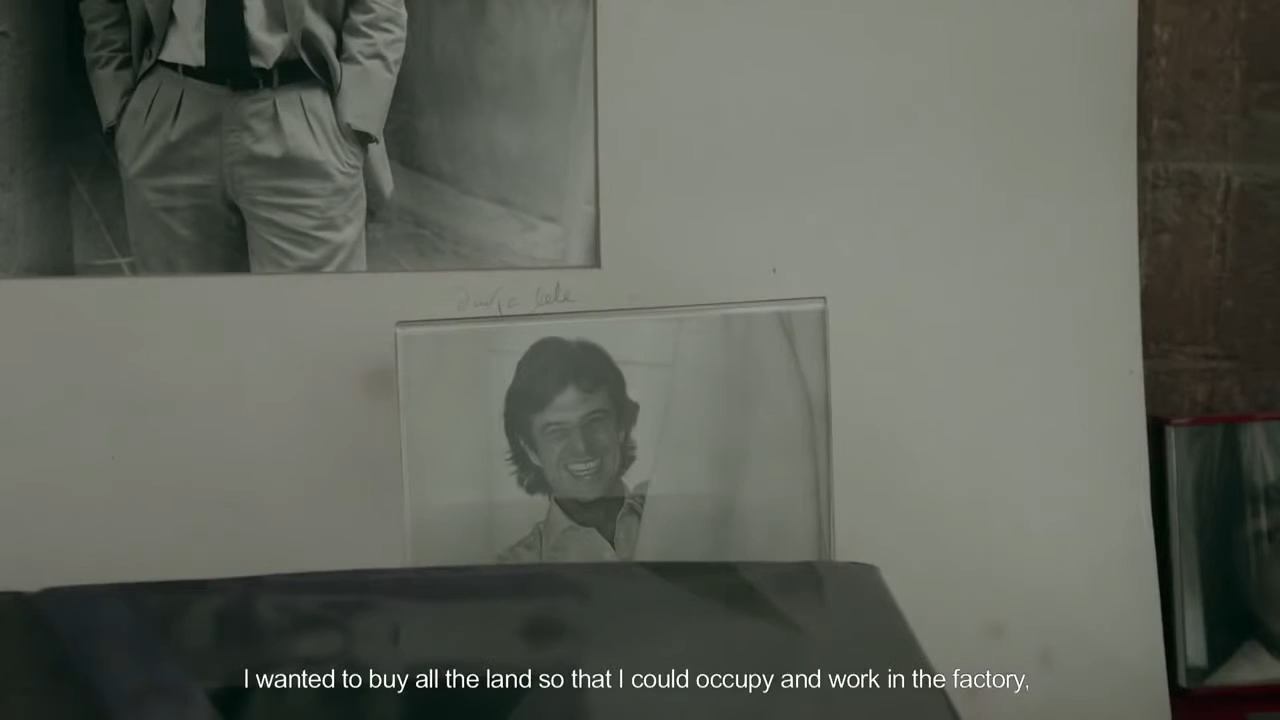 I wanted to buy all the land so that I could occupy and work in the factory,